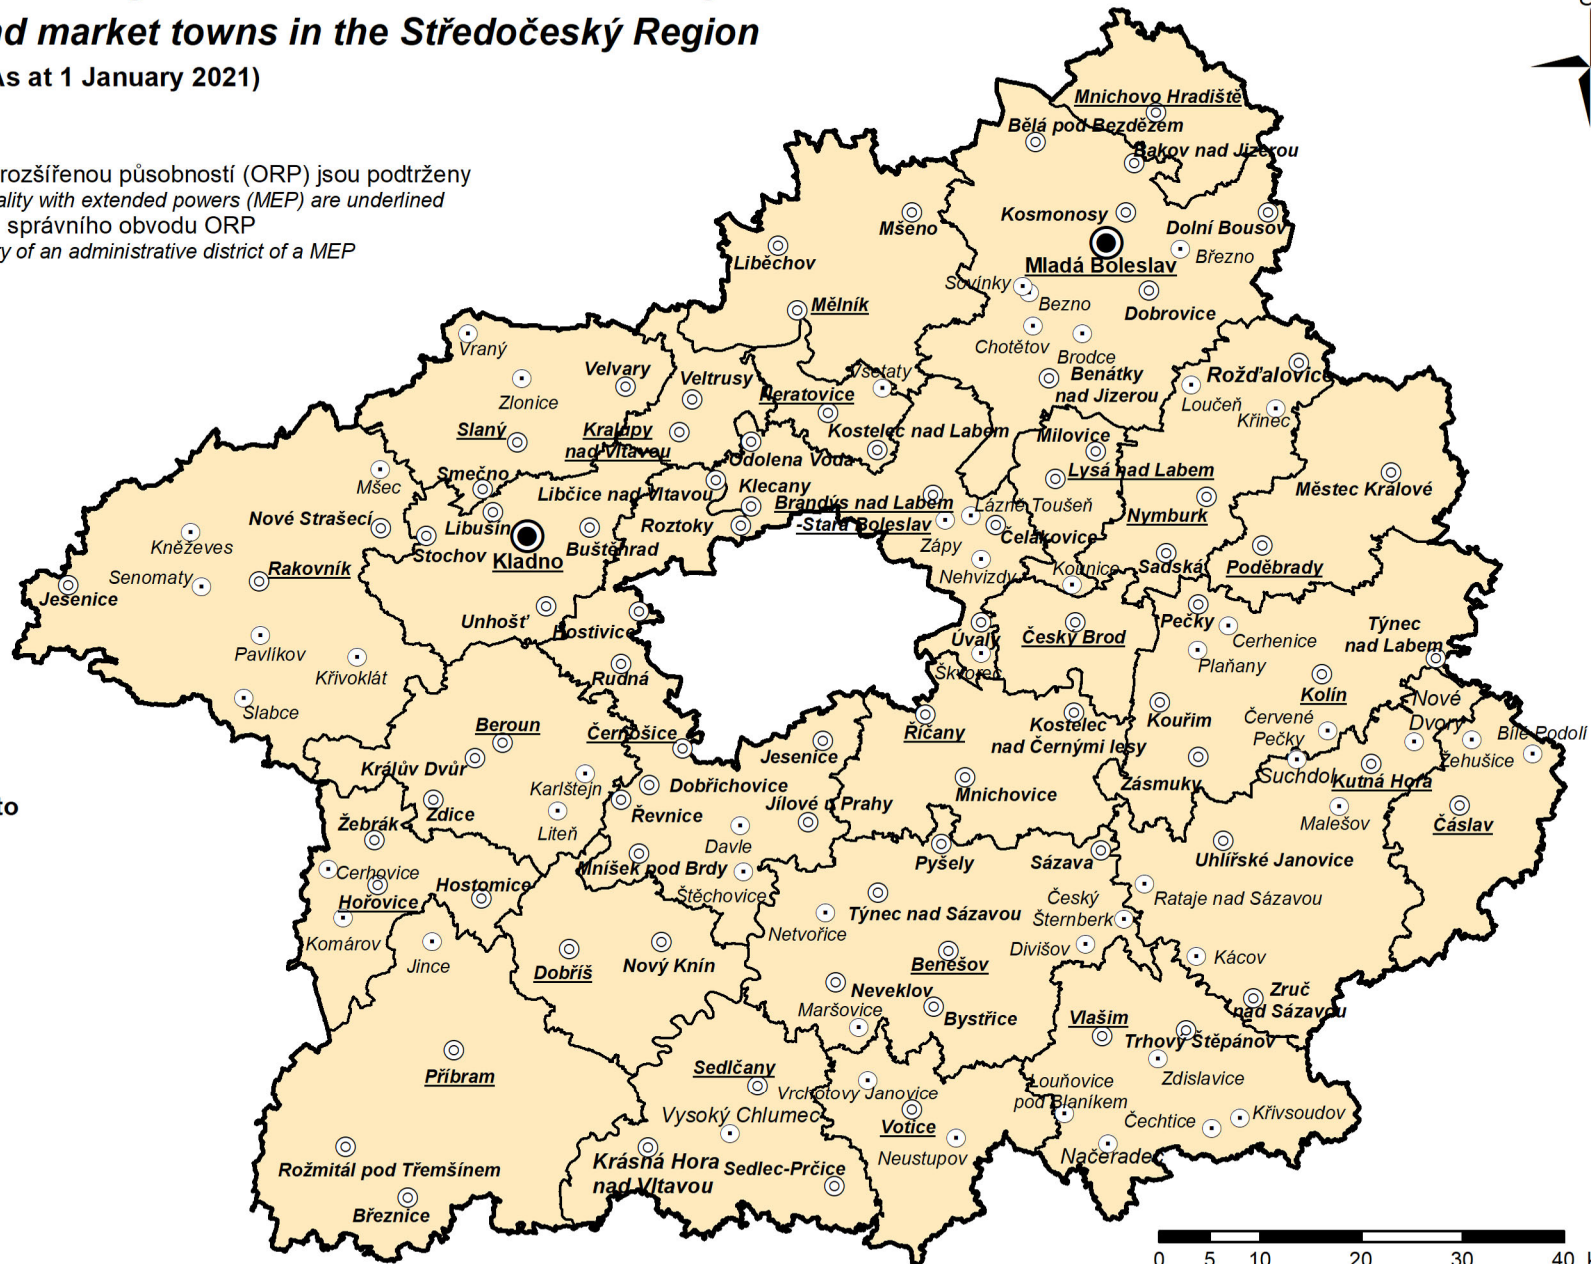 nd market towns in the Středočeský Region
As at 1 January 2021)
rozšířenou působností (ORP) jsou podtrženy
ality with extended powers (MEP) are underlined
správního obvodu ORP
y of an administrative district of a MEP
to
Mnichovo Hradiště
Bělá pod Bezdězem
Bakov nad Jizerou
Kosmonosy
Mšeno
Dolní Bousov
Březno
Liběchov
Mladá Boleslav
Sovínky
Bezno
Mělník
Dobrovice
Vraný
Chotětov
Brodce
Velvary
Veltrusy
Všetaty
Benátky
nad Jizerou
Rožďalovice
Zlonice
Neratovice
Loučeň
Křinec
Slaný
Kralupy
nad Vltavou
Kostelec nad Labem
Milovice
Odolena Voda
Lysá nad Labem
Smečno
Mšec
Libčice nad Vltavou
Klecany
Městec Králové
Brandýs nad Labem
-Stará Boleslav
Lázně Toušeň
Nymburk
Nové Strašecí
Libušín
Roztoky
Čelákovice
Kněževes
Stochov
Kladno
Buštěhrad
Zápy
Senomaty
Rakovník
Nehvizdy
Kounice
Sadská
Poděbrady
Jesenice
Unhošť
Hostivice
Úvaly
Český Brod
Pečky
Cerhenice
Týnec
nad Labem
Pavlíkov
Křivoklát
Rudná
Škvorec
Plaňany
Kolín
Slabce
Beroun
Černošice
Říčany
Kostelec
nad Černými lesy
Kouřim
Červené
Pečky
Nové
Dvory
Bílé Podolí
Žehušice
Králův Dvůr
Jesenice
Suchdol
Kutná Hora
Karlštejn
Dobřichovice
Mnichovice
Zásmuky
Jílové u Prahy
Žebrák
Zdice
Liteň
Řevnice
Davle
Malešov
Čáslav
Cerhovice
Mníšek pod Brdy
Pyšely
Sázava
Uhlířské Janovice
Hořovice
Hostomice
Štěchovice
Týnec nad Sázavou
Český
Šternberk
Rataje nad Sázavou
Komárov
Jince
Netvořice
Dobříš
Nový Knín
Benešov
Divišov
Kácov
Neveklov
Maršovice
Bystřice
Vlašim
Zruč
nad Sázavou
Trhový Štěpánov
Příbram
Sedlčany
Vrchotovy Janovice
Louňovice
pod Blaníkem
Zdislavice
Vysoký Chlumec
Votice
Čechtice
Křivsoudov
Rožmitál pod Třemšínem
Krásná Hora
nad Vltavou
Sedlec-Prčice
Neustupov
Načeradec
Březnice
0 5 10 20 30 40